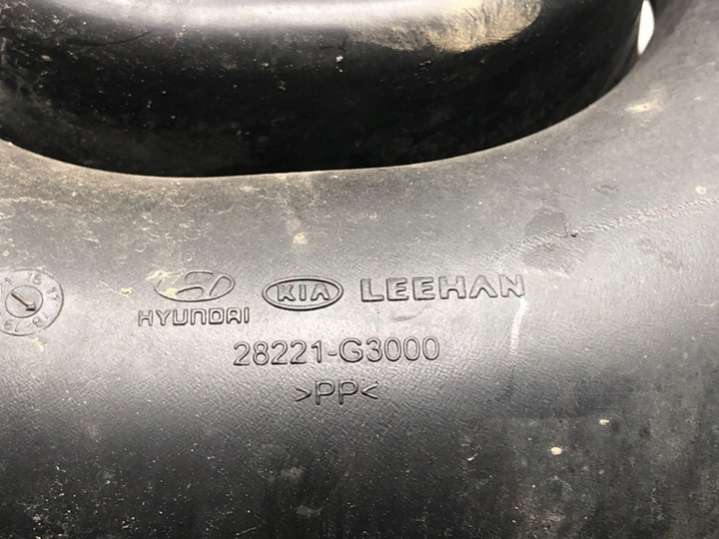 HYUNDAI KIA LEEHAN
28221-G3000
>PP<